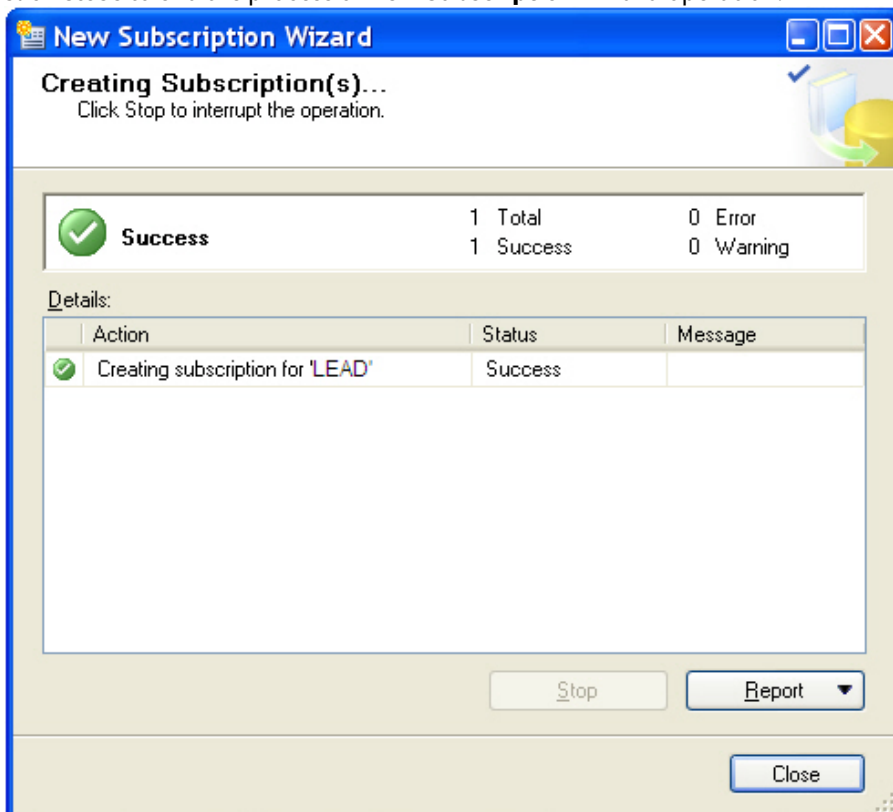 New Subscription Wizard
Creating Subscription(s)...
Click Stop to interrupt the operation.
Success 1 Total 0 Error
1 Success 0 Warning
Details:
Action Status Message
Creating subscription for 'LEAD' Success
Stop Report
Close